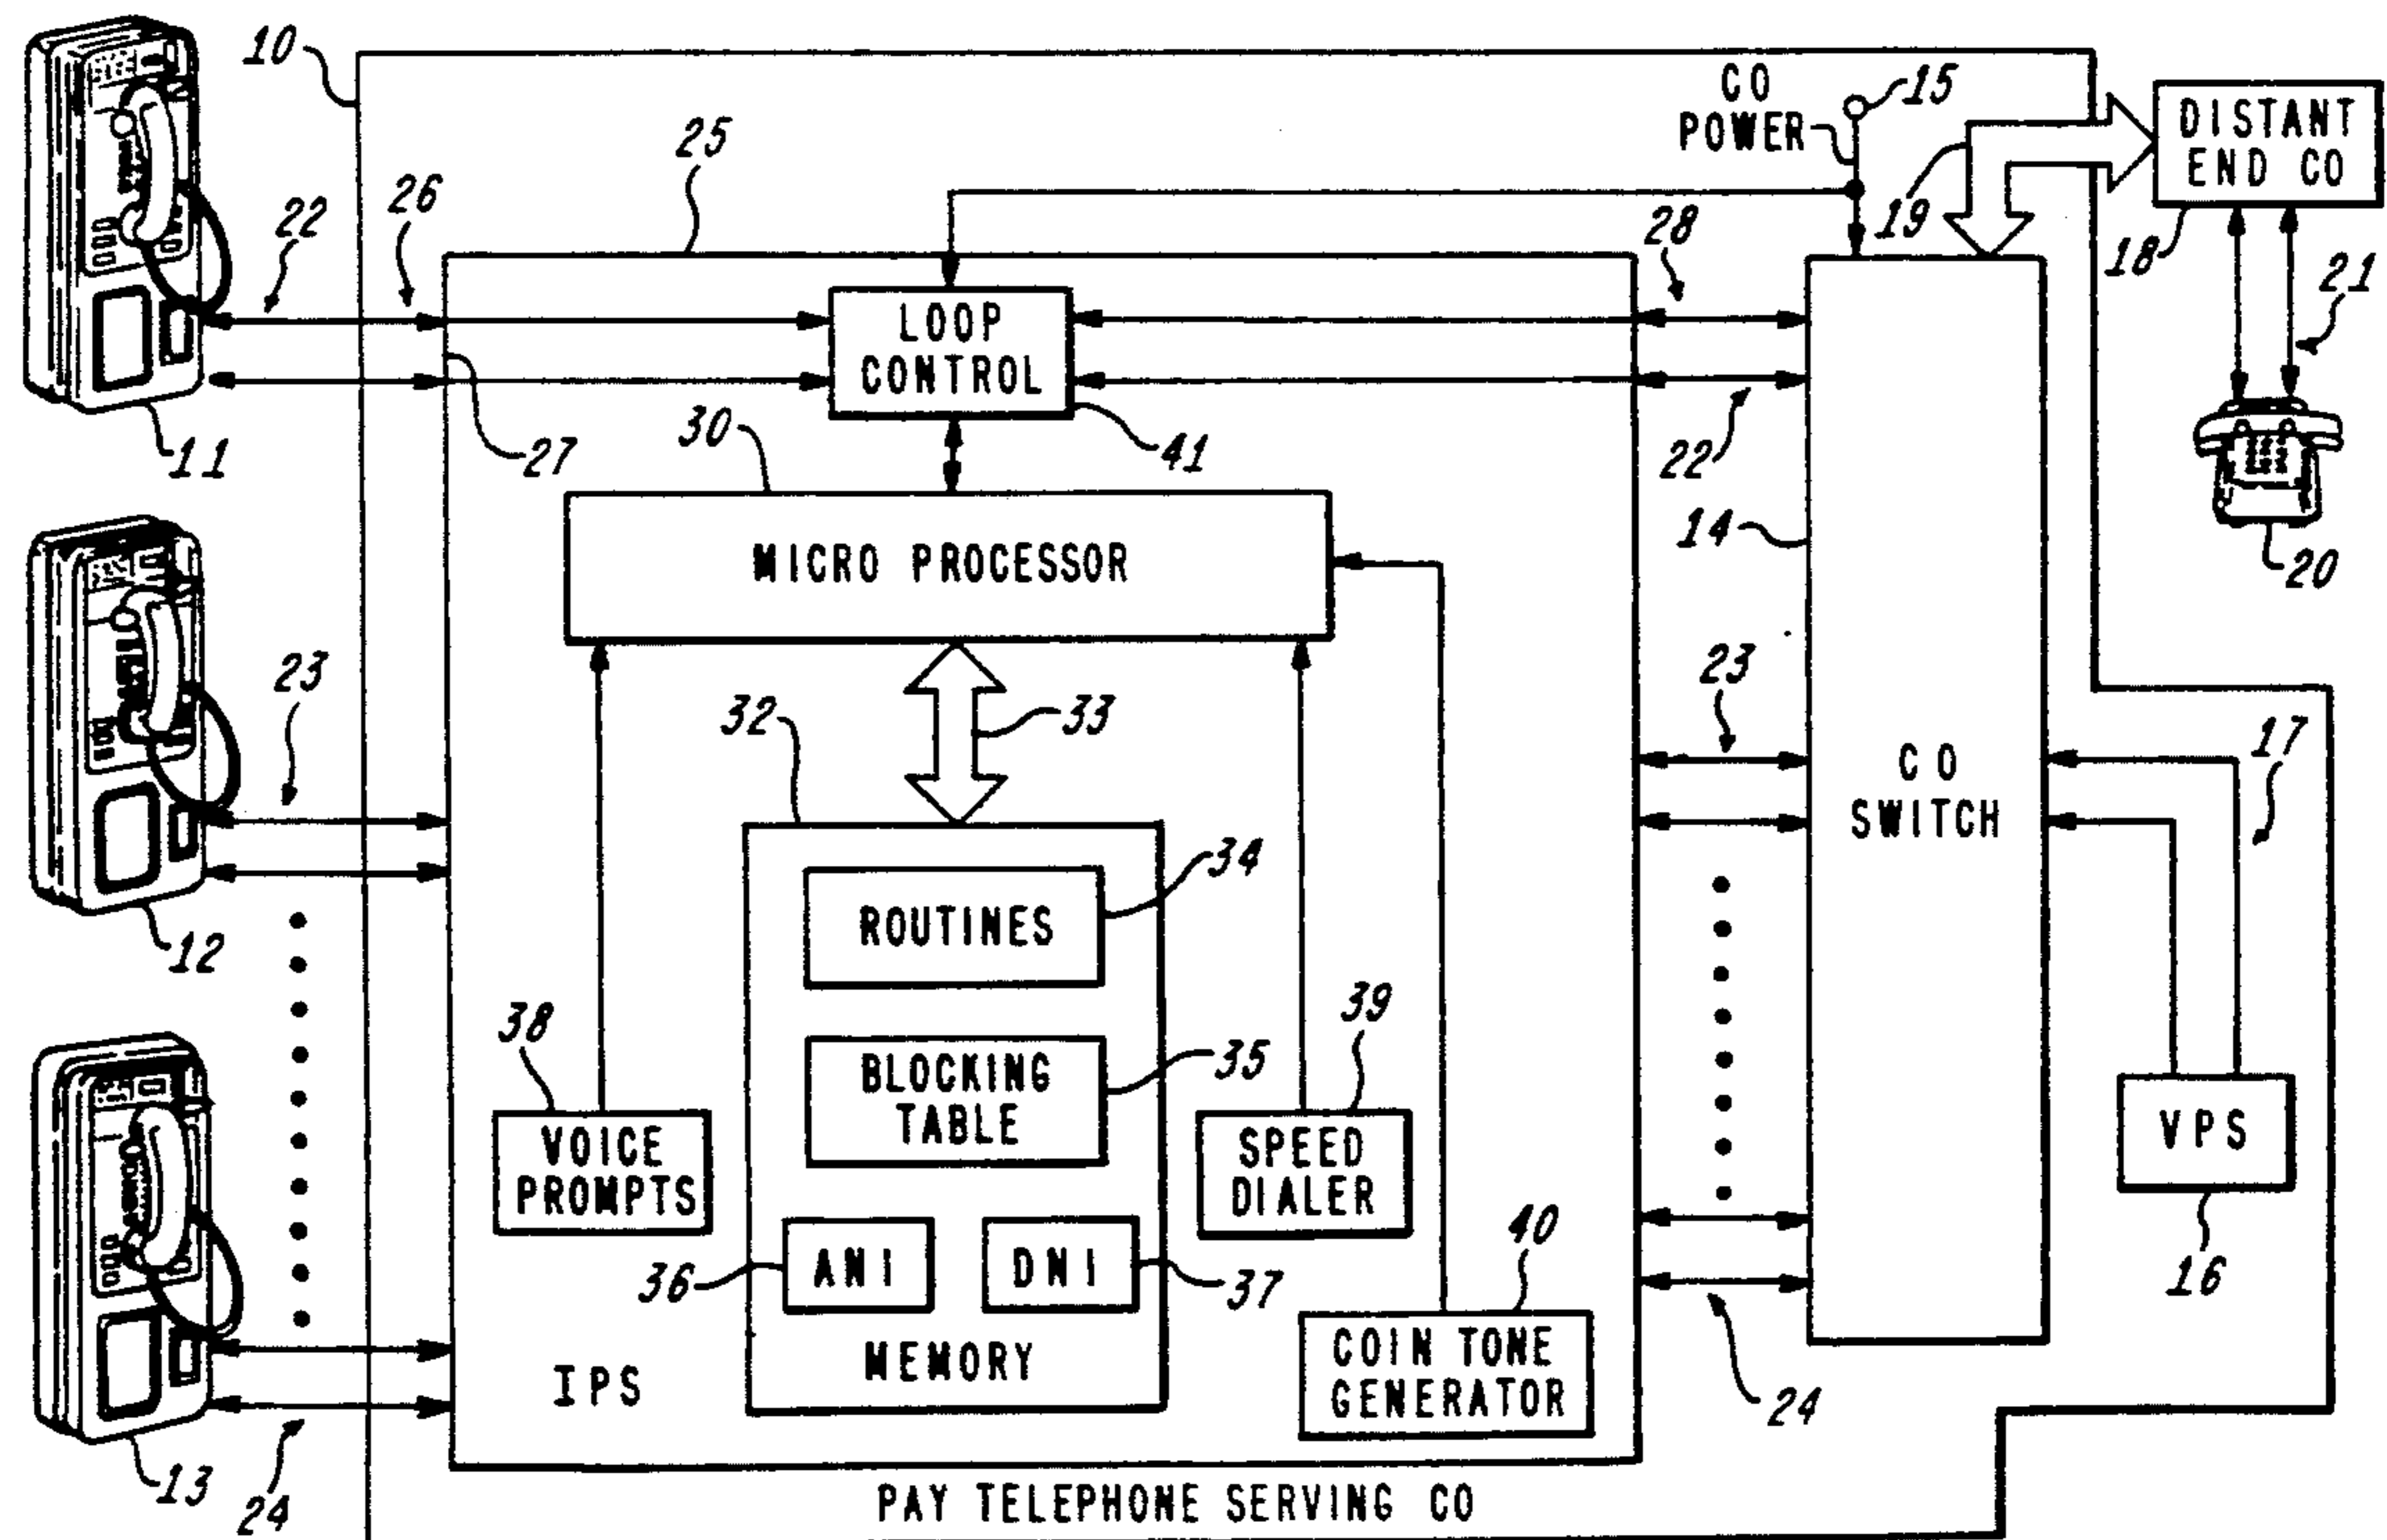 10
CO
POWER
15
DISTANT
END CO
25
19
18
22
26
28
21
LOOP
CONTROL
11
27
30
41
22
14
20
MICRO PROCESSOR
23
32
33
23
17
CO
SWITCH
34
ROUTINES
12
38
39
35
BLOCKING
TABLE
VOICE
PROMPTS
SPEED
DIALER
VPS
16
36
ANI
DNI
37
40
MEMORY
COIN TONE
GENERATOR
IPS
24
13
24
PAY TELEPHONE SERVING CO